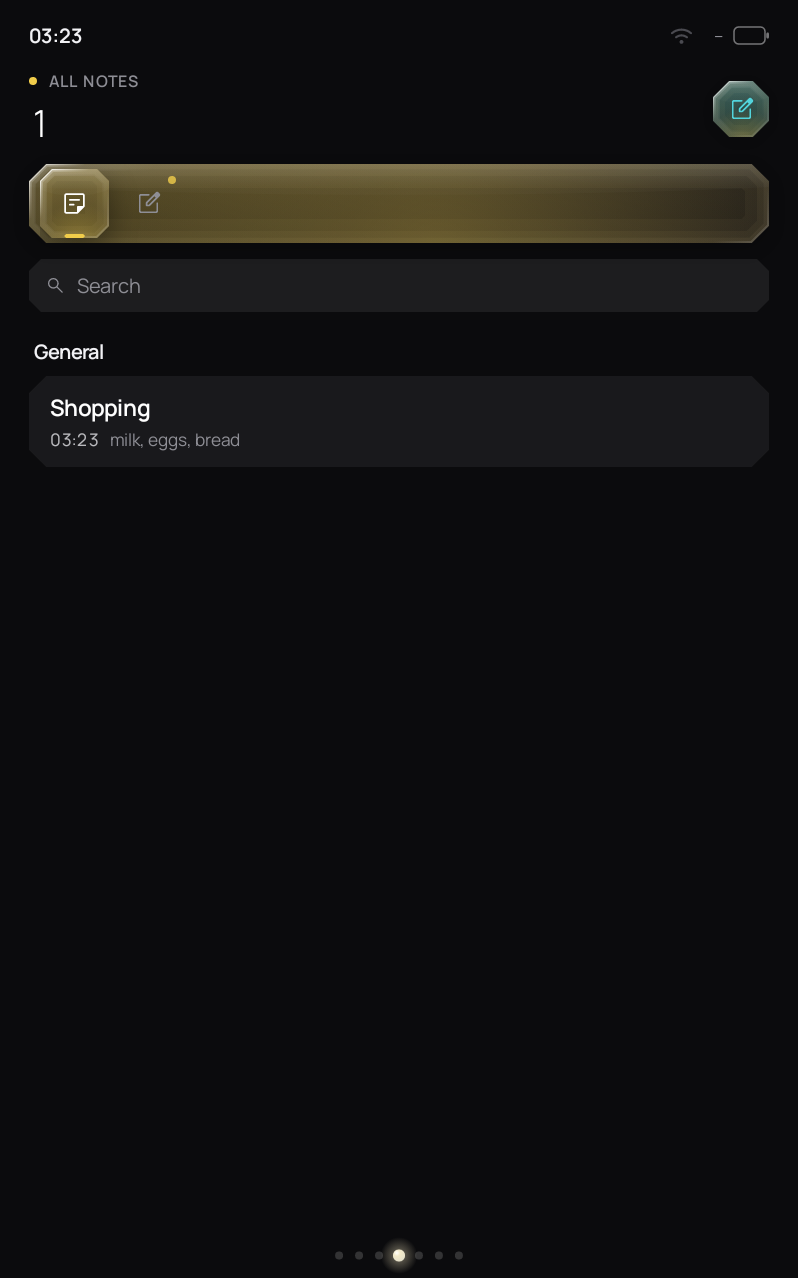 03:23
–
ALL NOTES
1
Search
General
Shopping
03:23 milk, eggs, bread